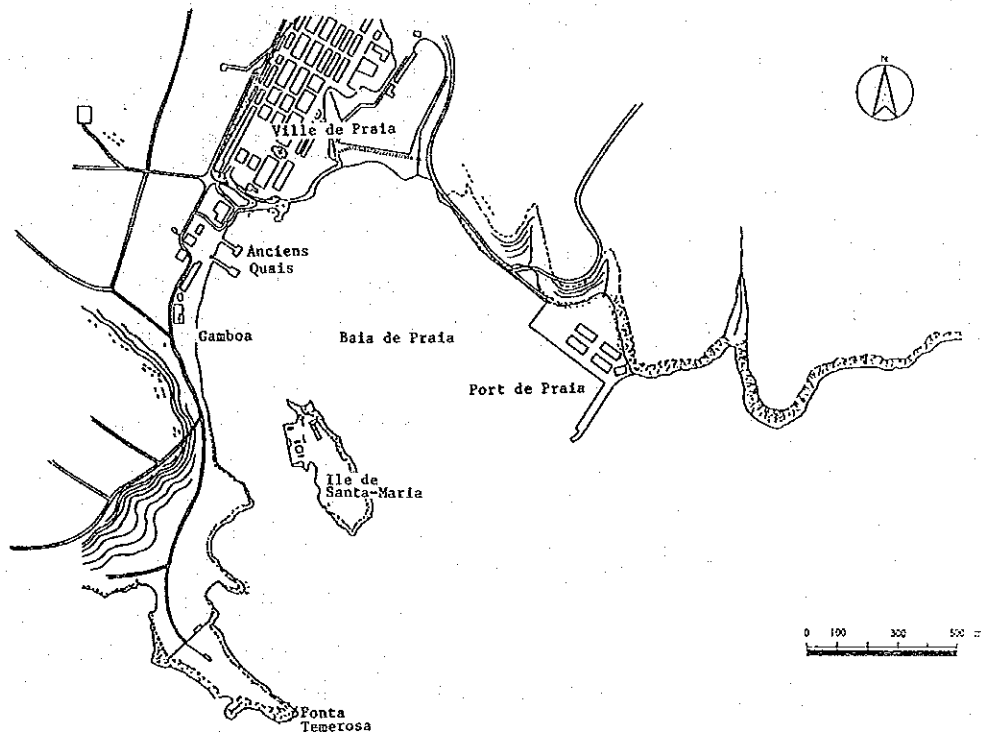 N
Ville de Praia
Anciens
Quais
Gamboa
Baia de Praia
Port de Praia
Ile de
Santa-Maria
0 100 300 500 m
Ponta
Temerosa